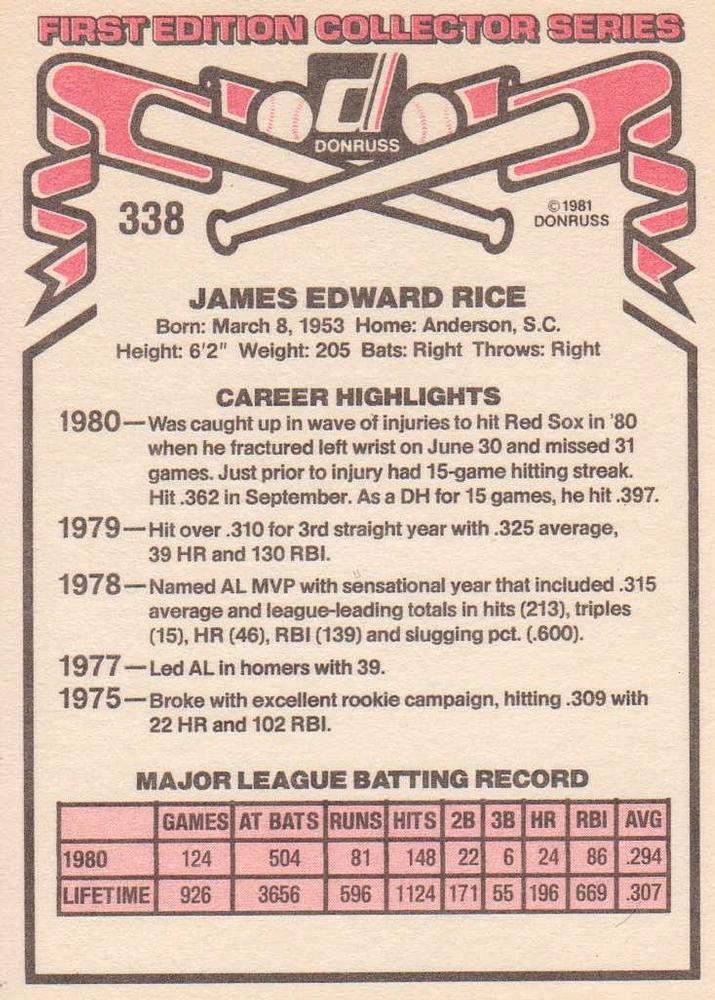 FIRST EDITION COLLECTOR SERIES
d
DONRUSS
338
©1981
DONRUSS
JAMES EDWARD RICE
Born: March 8, 1953 Home: Anderson, S.C.
Height: 6'2" Weight: 205 Bats: Right Throws: Right
CAREER HIGHLIGHTS
1980—Was caught up in wave of injuries to hit Red Sox in '80
when he fractured left wrist on June 30 and missed 31
games. Just prior to injury had 15-game hitting streak.
Hit .362 in September. As a DH for 15 games, he hit .397.
1979—Hit over .310 for 3rd straight year with .325 average,
39 HR and 130 RBI.
1978—Named AL MVP with sensational year that included .315
average and league-leading totals in hits (213), triples
(15), HR (46), RBI (139) and slugging pct. (.600).
1977—Led AL in homers with 39.
1975—Broke with excellent rookie campaign, hitting .309 with
22 HR and 102 RBI.
MAJOR LEAGUE BATTING RECORD
GAMES AT BATS RUNS HITS 2B 3B HR RBI AVG
1980 124 504 81 148 22 6 24 86 .294
LIFETIME 926 3656 596 1124 171 55 196 669 .307